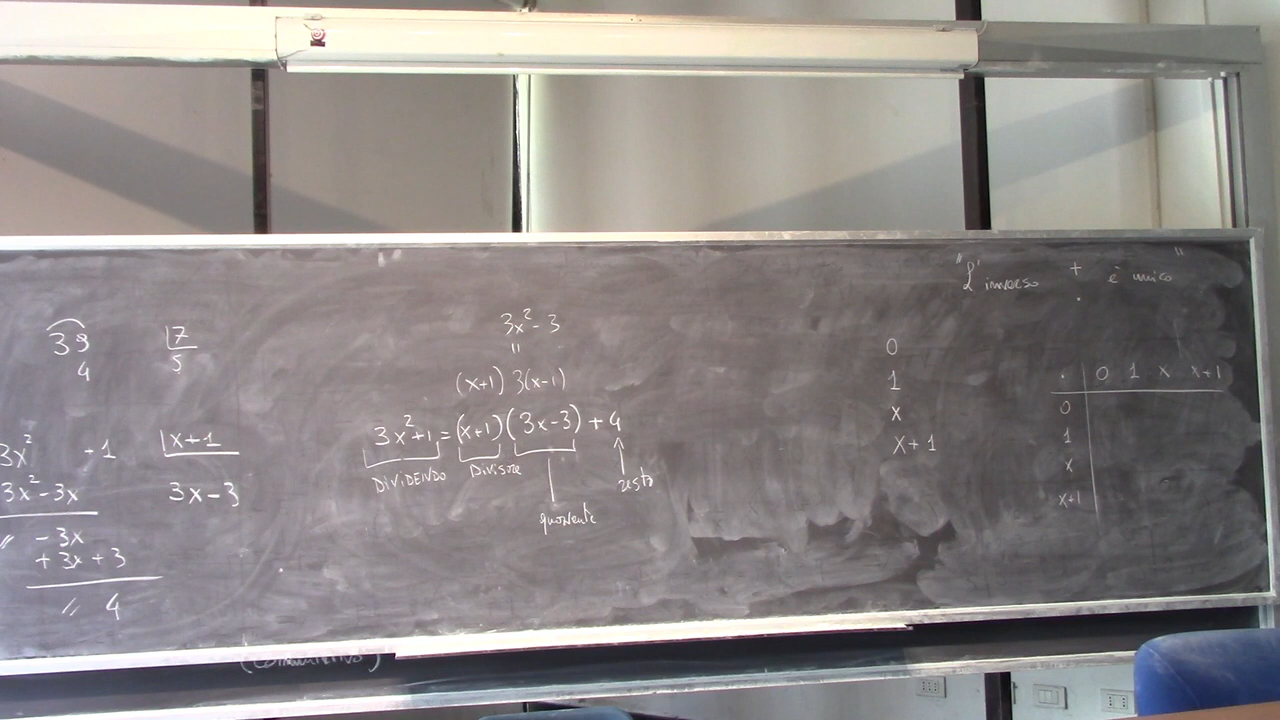 "L'inverso + . è unico"
39 7
4 5
3x² +1 x+1
3x²-3x 3x-3
// -3x
+3x+3
// 4
3x²-3
"
(x+1) 3(x-1)
3x²+1 = (x+1)(3x-3) + 4
DIVIDENDO DIVISORE resto
quoziente
0
1
x
x+1
. 0 1 x x+1
0
1
x
x+1